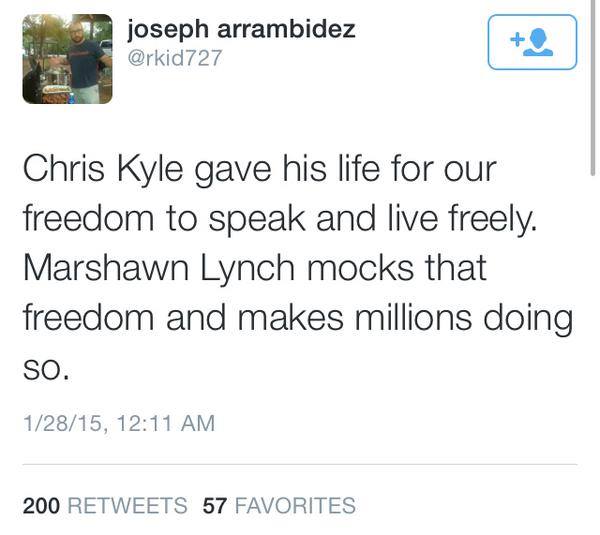 joseph arrambidez
@rkid727
Chris Kyle gave his life for our
freedom to speak and live freely.
Marshawn Lynch mocks that
freedom and makes millions doing
so.
1/28/15, 12:11 AM
200 RETWEETS 57 FAVORITES